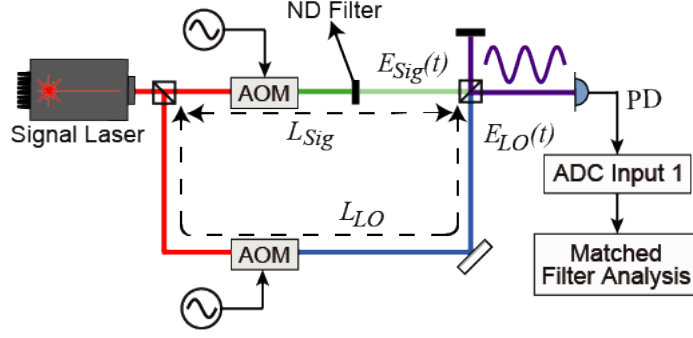 ND Filter
E_Sig(t)
AOM
PD
Signal Laser
L_Sig
E_LO(t)
ADC Input 1
L_LO
AOM
Matched
Filter Analysis